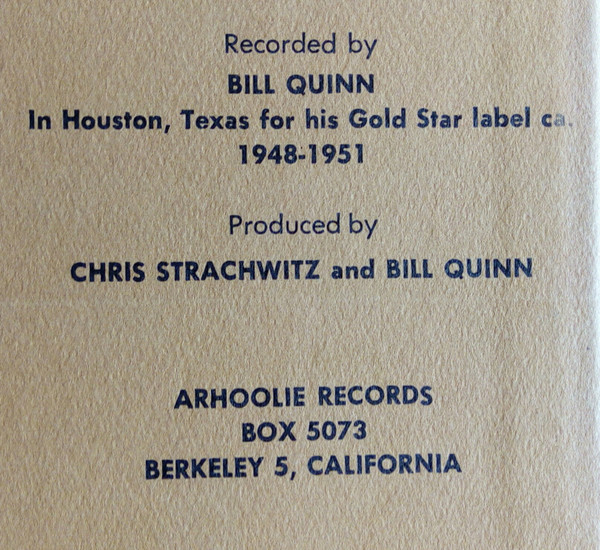 Recorded by
BILL QUINN
In Houston, Texas for his Gold Star label ca.
1948-1951
Produced by
CHRIS STRACHWITZ and BILL QUINN
ARHOOLIE RECORDS
BOX 5073
BERKELEY 5, CALIFORNIA